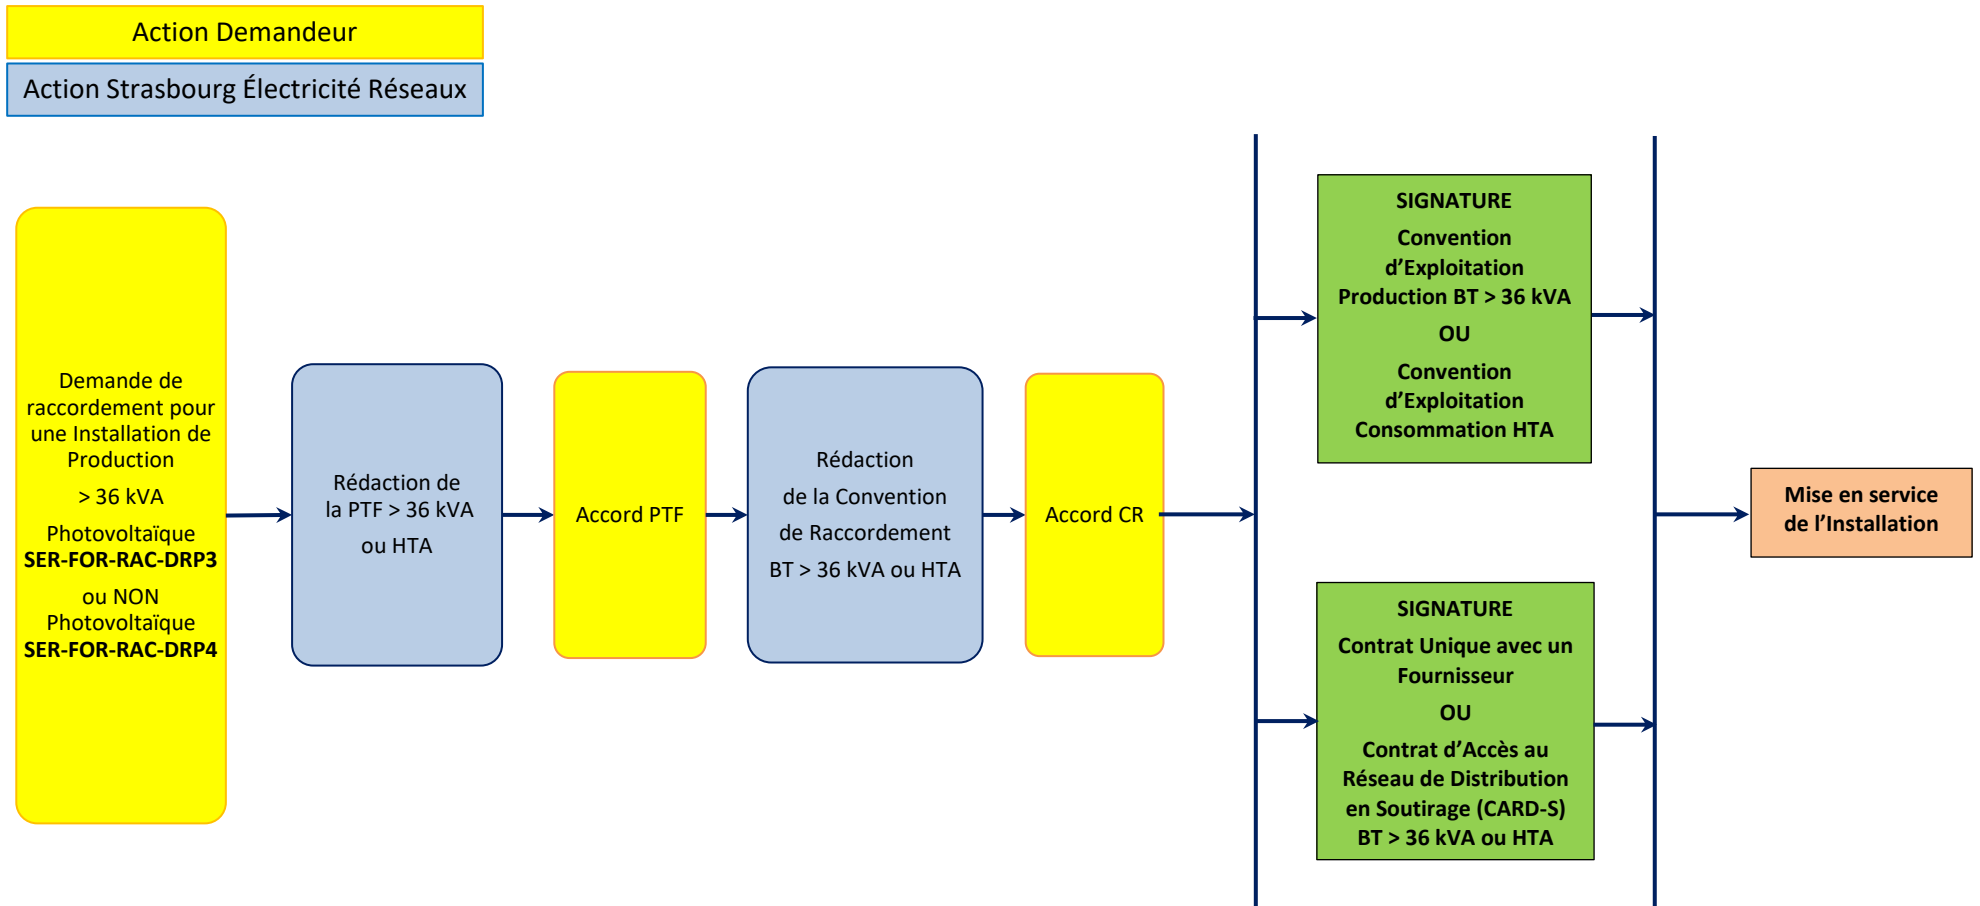 Action Demandeur
Action Strasbourg Électricité Réseaux
Demande de
raccordement pour
une Installation de
Production
> 36 kVA
Photovoltaïque
SER-FOR-RAC-DRP3
ou NON
Photovoltaïque
SER-FOR-RAC-DRP4
Rédaction de
la PTF > 36 kVA
ou HTA
Accord PTF
Rédaction
de la Convention
de Raccordement
BT > 36 kVA ou HTA
Accord CR
SIGNATURE
Convention
d’Exploitation
Production BT > 36 kVA
OU
Convention
d’Exploitation
Consommation HTA
SIGNATURE
Contrat Unique avec un
Fournisseur
OU
Contrat d’Accès au
Réseau de Distribution
en Soutirage (CARD-S)
BT > 36 kVA ou HTA
Mise en service
de l’Installation